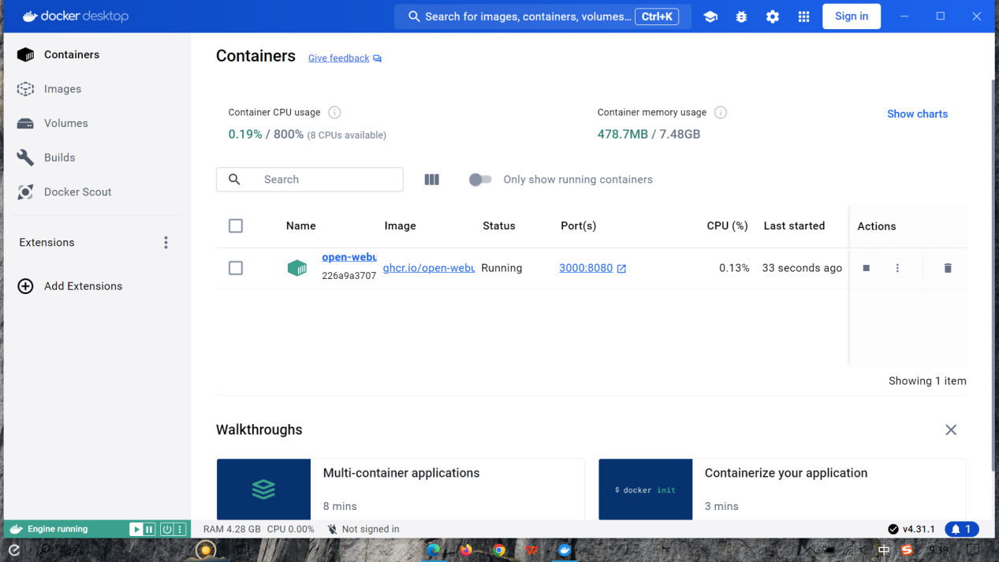 docker desktop
Search for images, containers, volumes... Ctrl+K
Sign in
Containers
Images
Volumes
Builds
Docker Scout
Extensions
Add Extensions
Containers Give feedback
Container CPU usage
0.19% / 800% (8 CPUs available)
Container memory usage
478.7MB / 7.48GB
Show charts
Search
Only show running containers
Name Image Status Port(s) CPU (%) Last started Actions
open-webu
226a9a3707
ghcr.io/open-webu Running 3000:8080 0.13% 33 seconds ago
Showing 1 item
Walkthroughs
Multi-container applications
8 mins
$ docker init
Containerize your application
3 mins
Engine running
RAM 4.28 GB CPU 0.00% Not signed in
v4.31.1 1
中 9:39